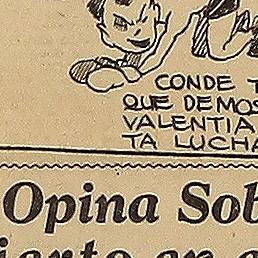 CONDE T
QUE DEMOS
VALENTIA
TA LUCHA
Opina Sob